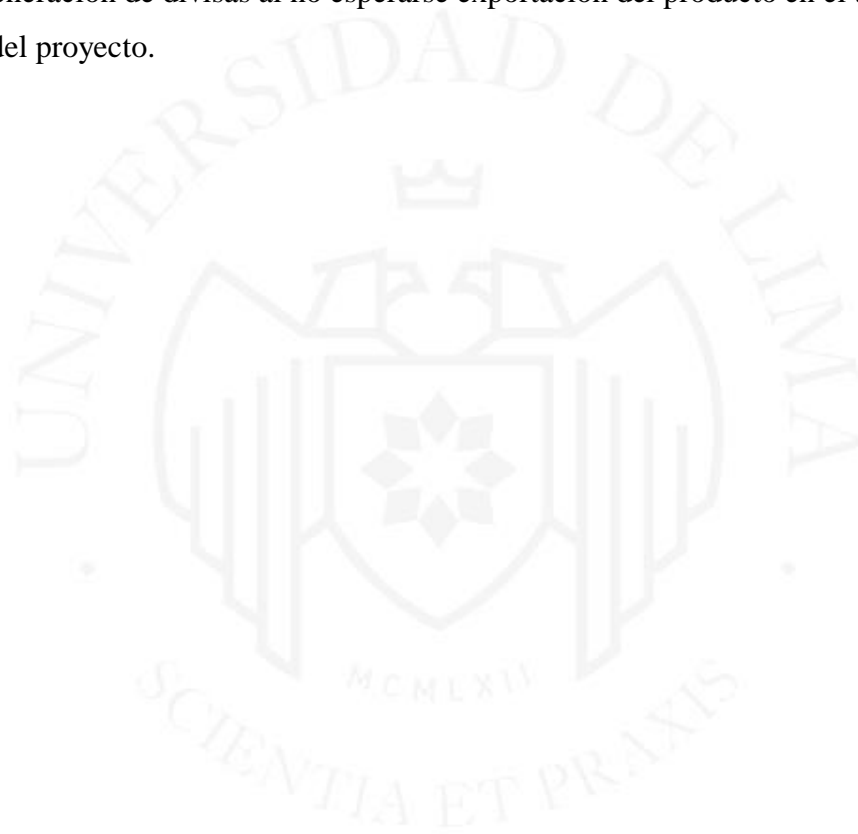 generación de divisas al no esperarse exportación del producto en el
del proyecto.
UNIVERSIDAD DE LIMA
MCMLXII
SCIENTIA ET PRAXIS